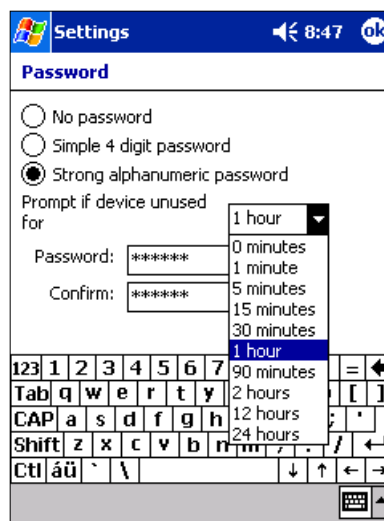 Settings 8:47 ok
Password
No password
Simple 4 digit password
Strong alphanumeric password
Prompt if device unused
for
1 hour
0 minutes
Password: ******
1 minute
5 minutes
Confirm: ******
15 minutes
30 minutes
1 hour
90 minutes
2 hours
12 hours
24 hours
123 1 2 3 4 5 6 7 =
Tab q w e r t y [ ]
CAP a s d f g h ; '
Shift z x c v b n m , . /
Ctl áü ` \ ↓ ↑ ← →